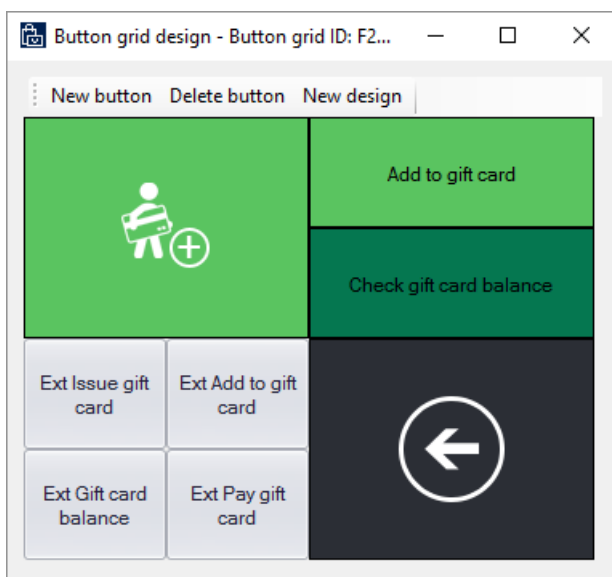 Button grid design - Button grid ID: F2...
New button Delete button New design
Add to gift card
Check gift card balance
Ext Issue gift
card
Ext Add to gift
card
Ext Gift card
balance
Ext Pay gift
card